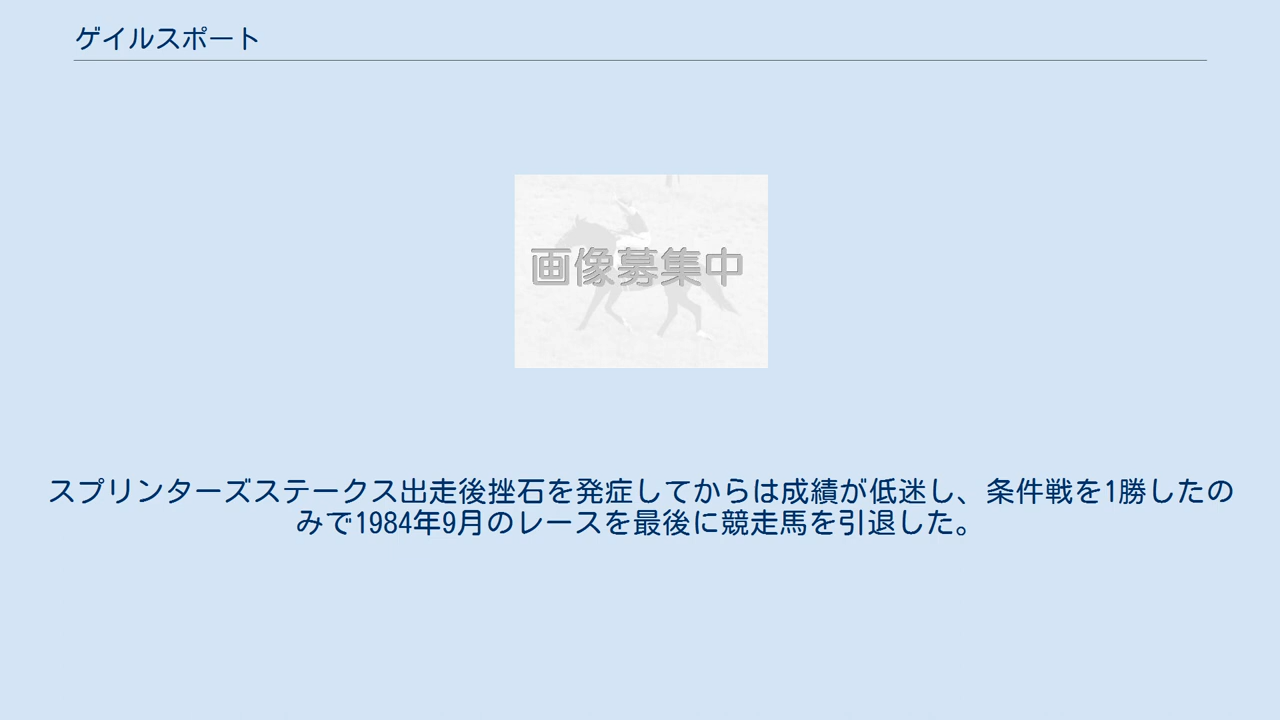 ゲイルスポート
画像募集中
スプリンターズステークス出走後挫石を発症してからは成績が低迷し、条件戦を1勝したの
みで1984年9月のレースを最後に競走馬を引退した。